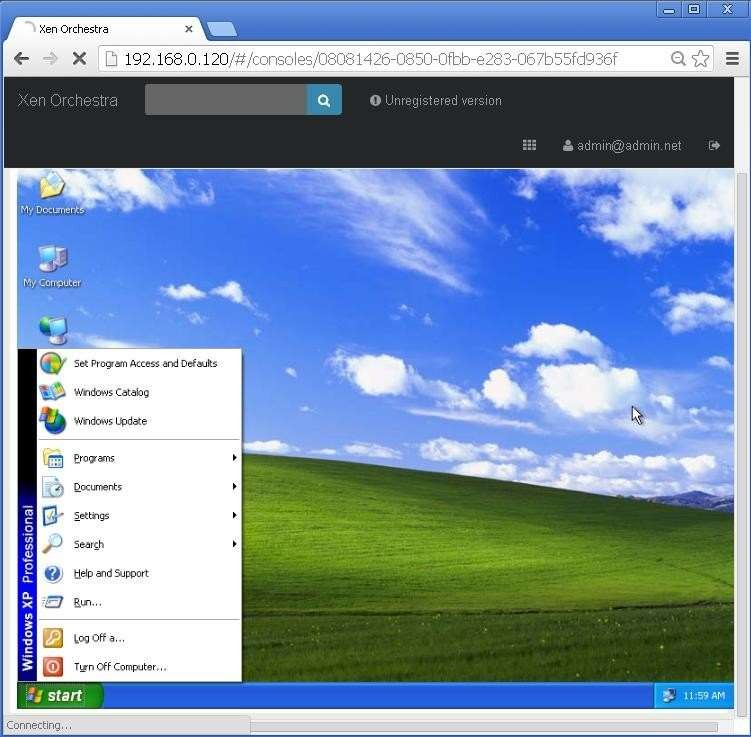 Xen Orchestra
192.168.0.120/#/consoles/08081426-0850-0fbb-e283-067b55fd936f
Xen Orchestra
Unregistered version
admin@admin.net
My Documents
My Computer
Set Program Access and Defaults
Windows Catalog
Windows Update
Programs
Documents
Settings
Search
Help and Support
Run...
Log Off a...
Turn Off Computer...
Windows XP Professional
start
11:59 AM
Connecting...